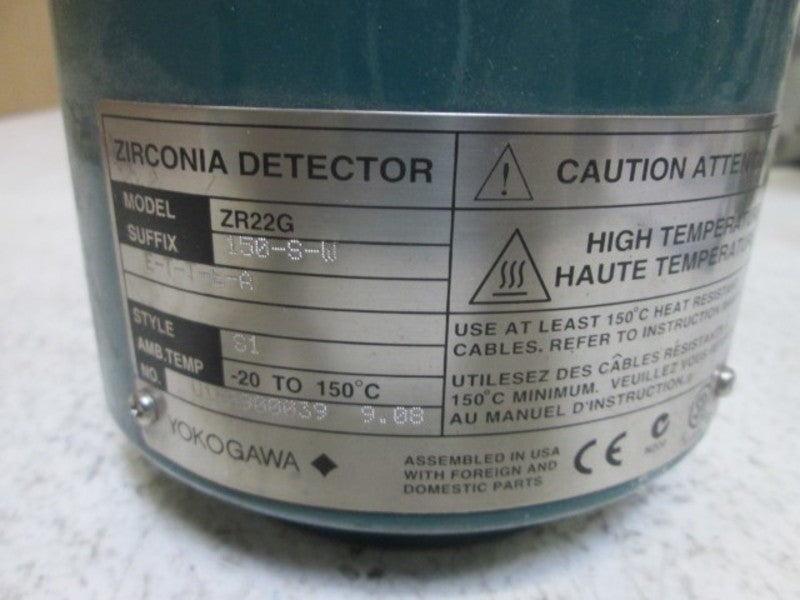 ZIRCONIA DETECTOR
MODEL ZR22G
SUFFIX 150-S-W
STYLE S1
AMB.TEMP -20 TO 150°C
NO. 9.08
YOKOGAWA
CAUTION
HIGH
HAUTE
USE AT LEAST 150°C HEAT
CABLES. REFER TO INSTRUCTION
UTILESEZ DES CÂBLES
150°C MINIMUM. VEUILLEZ
AU MANUEL D'INSTRUCTION.
ASSEMBLED IN USA
WITH FOREIGN AND
DOMESTIC PARTS
CE
N200